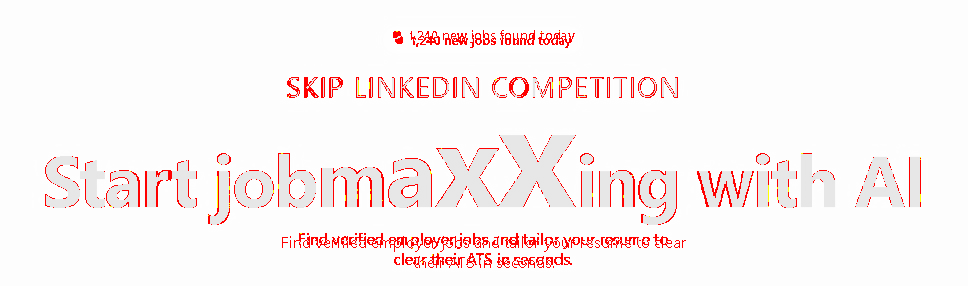 1,240 new jobs found today
SKIP LINKEDIN COMPETITION
Start jobmaxxing with AI
Find verified employer jobs and tailor your resume to
clear their ATS in seconds.